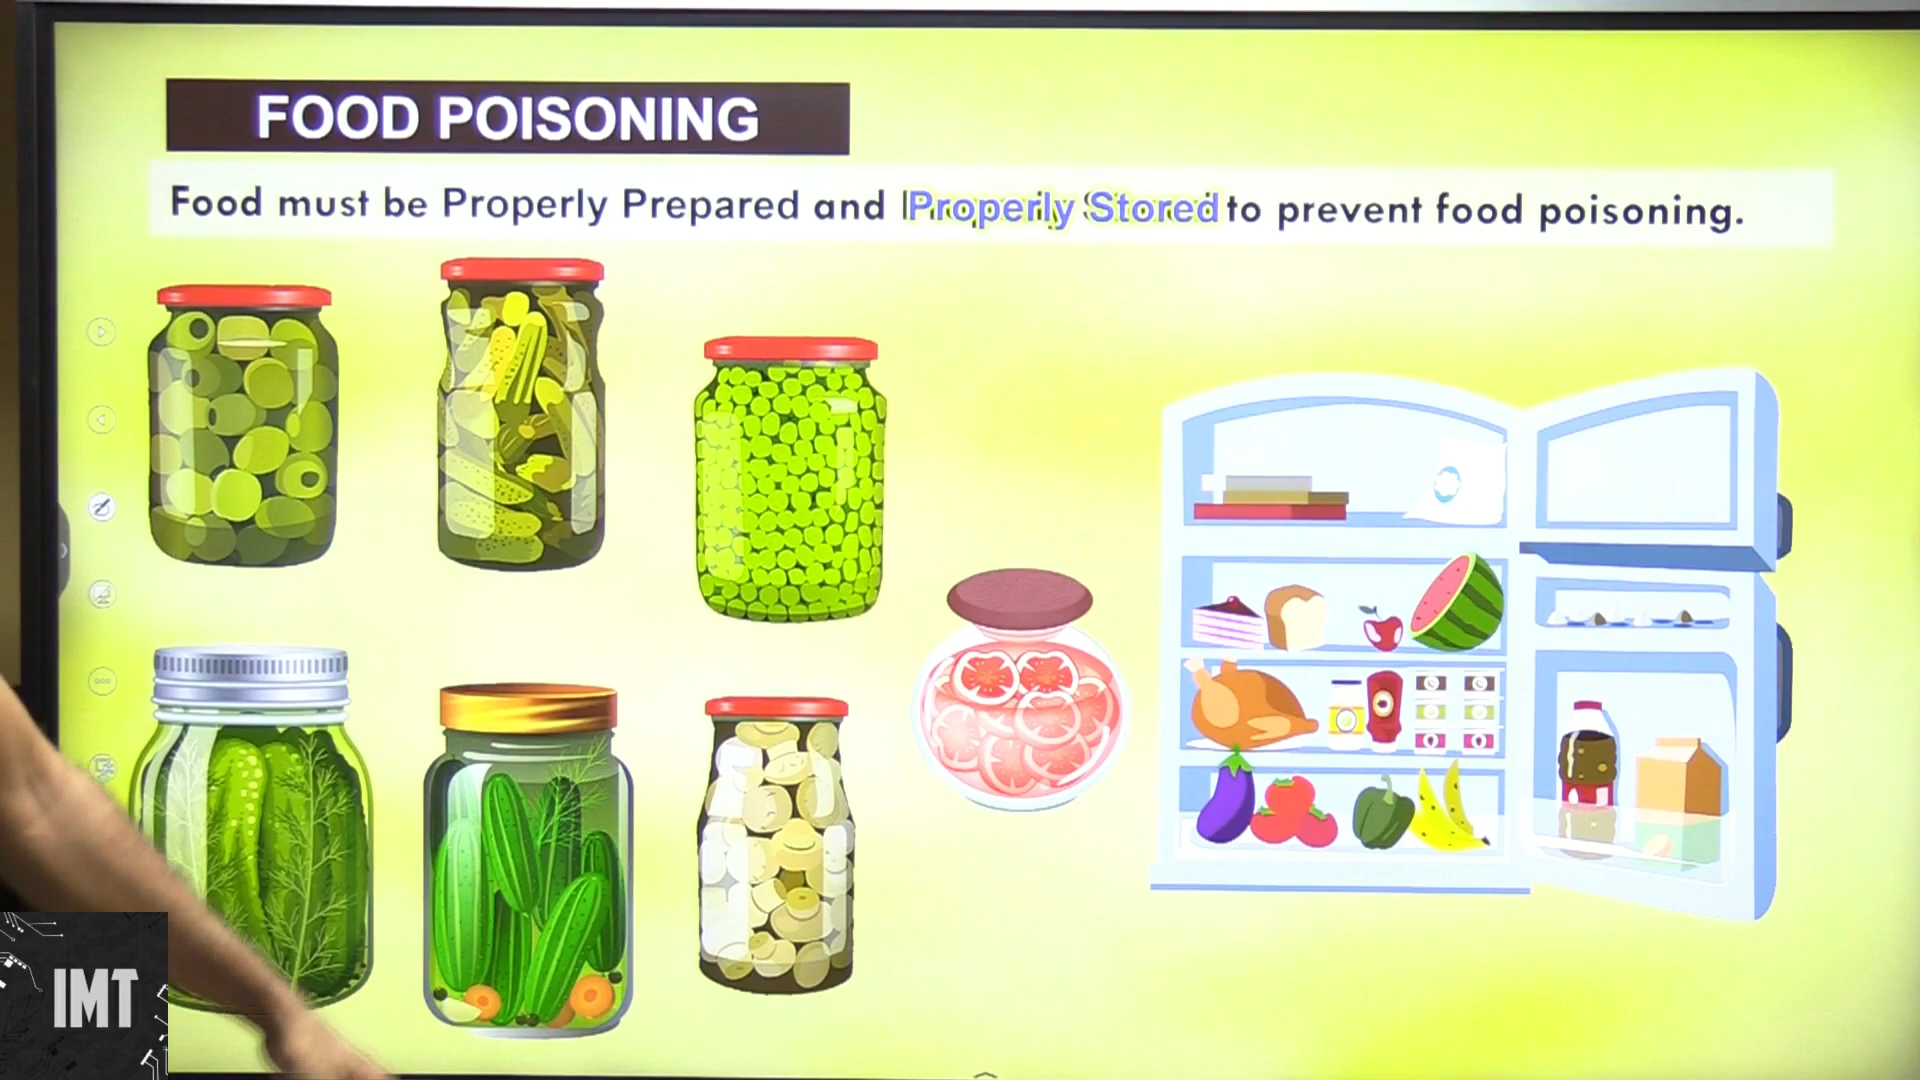 FOOD POISONING
Food must be Properly Prepared and Properly Stored to prevent food poisoning.
IMT